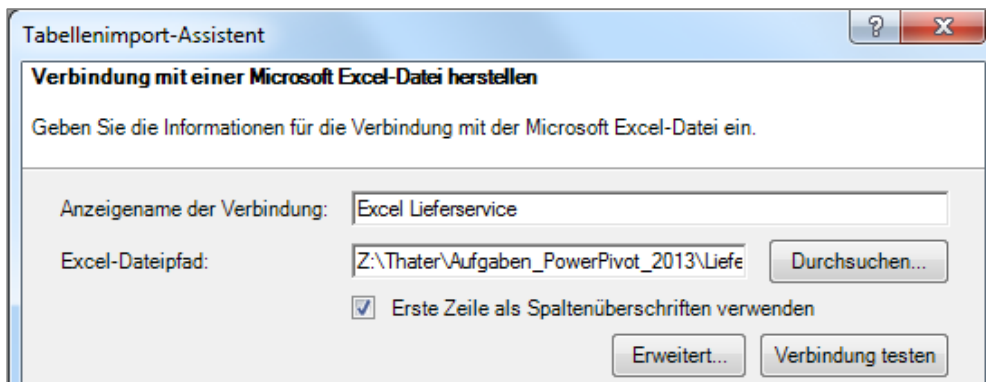 Tabellenimport-Assistent
Verbindung mit einer Microsoft Excel-Datei herstellen
Geben Sie die Informationen für die Verbindung mit der Microsoft Excel-Datei ein.
Anzeigename der Verbindung: Excel Lieferservice
Excel-Dateipfad: Z:\Thater\Aufgaben_PowerPivot_2013\Liefe Durchsuchen...
Erste Zeile als Spaltenüberschriften verwenden
Erweitert... Verbindung testen